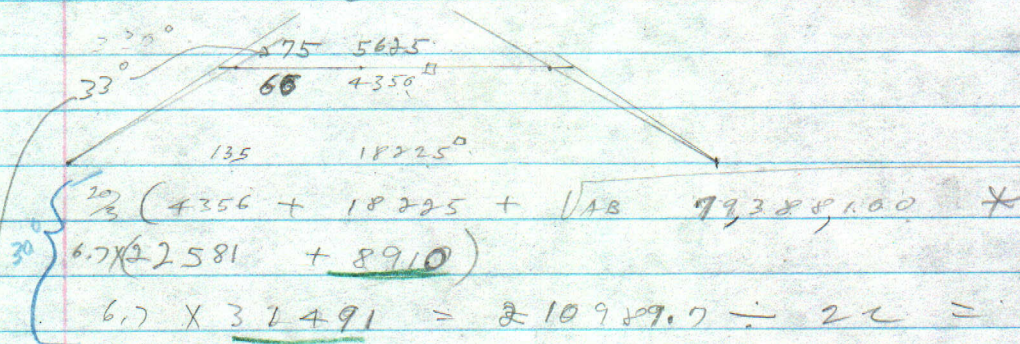 75 5625
33° 66 4356□
135 18225□
20/3 (4356 + 18225 + √AB 79,388,100 *
30° 6.7×(22581 + 8910)
6.7 × 31491 = 210989.7 ÷ 22 =